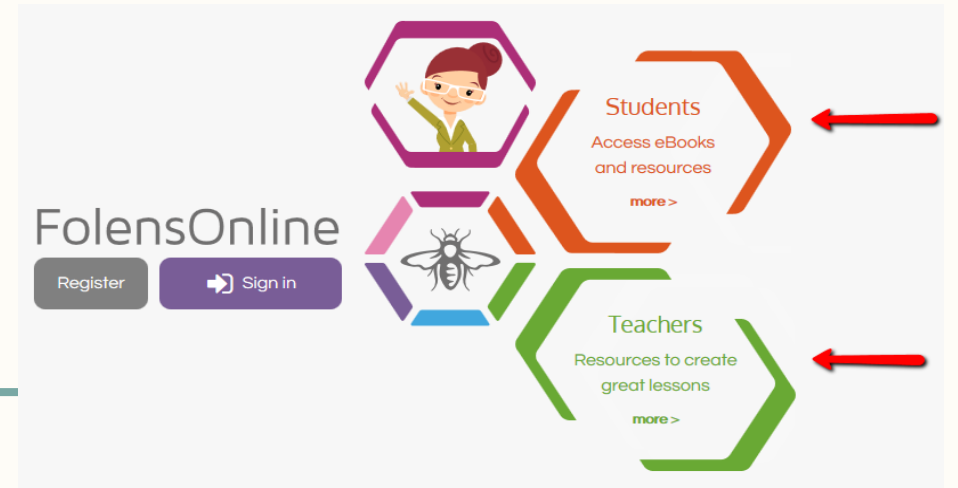 FolensOnline
Register
Sign in
Students
Access eBooks
and resources
more >
Teachers
Resources to create
great lessons
more >